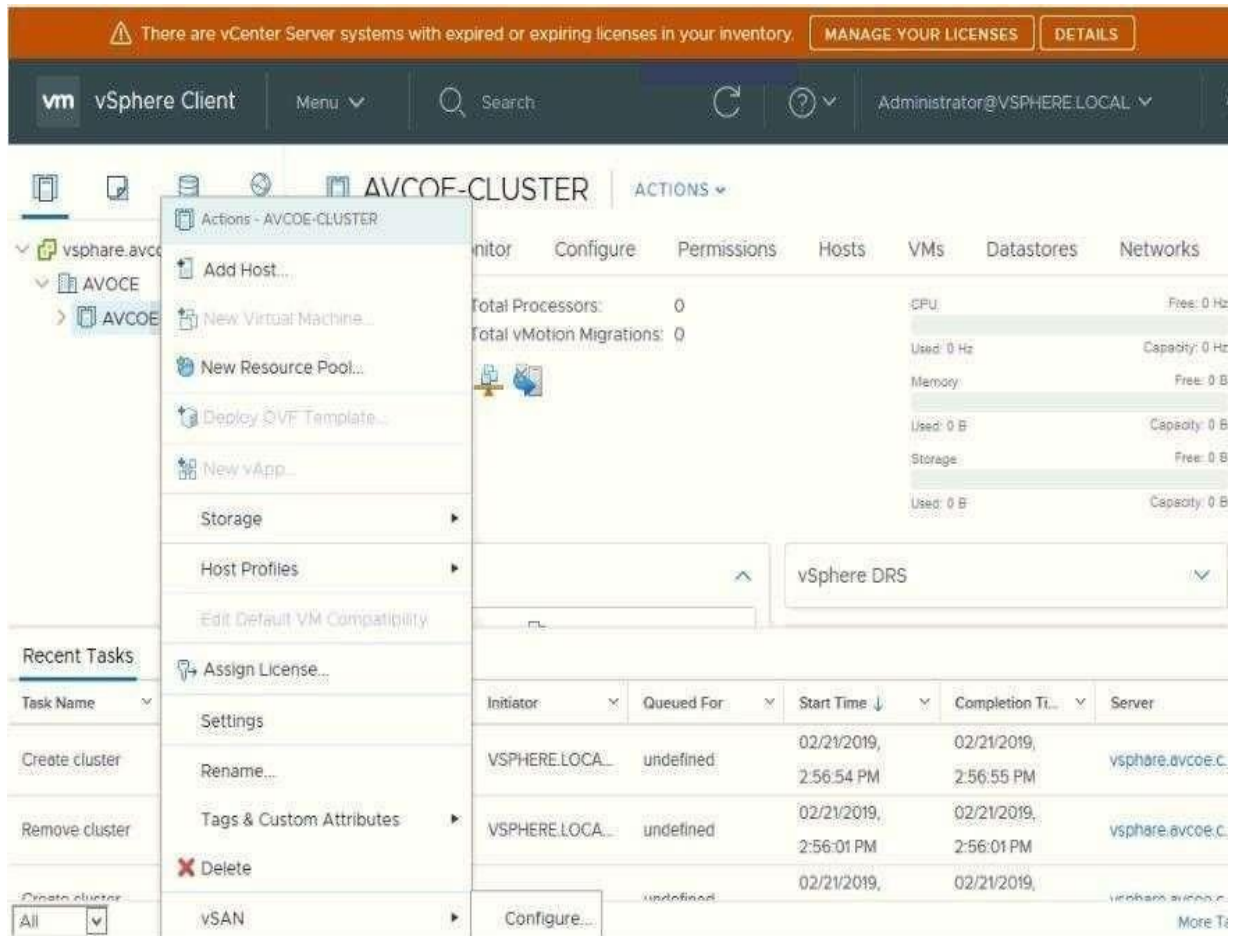 There are vCenter Server systems with expired or expiring licenses in your inventory. MANAGE YOUR LICENSES DETAILS
vm vSphere Client Menu Search Administrator@VSPHERE.LOCAL
AVCOE-CLUSTER ACTIONS
Actions - AVCOE-CLUSTER
Add Host...
New Virtual Machine...
New Resource Pool...
Deploy OVF Template...
New vApp...
Storage
Host Profiles
Edit Default VM Compatibility
Assign License...
Settings
Rename...
Tags & Custom Attributes
Delete
vSAN
Configure...
vsphare.avco
AVOCE
AVCOE
nitor Configure Permissions Hosts VMs Datastores Networks
Total Processors: 0
Total vMotion Migrations: 0
CPU Free: 0 Hz
Used: 0 Hz Capacity: 0 Hz
Memory Free: 0 B
Used: 0 B Capacity: 0 B
Storage Free: 0 B
Used: 0 B Capacity: 0 B
vSphere DRS
Recent Tasks
Task Name Initiator Queued For Start Time Completion Ti... Server
Create cluster VSPHERE.LOCA... undefined 02/21/2019, 2:56:54 PM 02/21/2019, 2:56:55 PM vsphare.avcoe.c
Remove cluster VSPHERE.LOCA... undefined 02/21/2019, 2:56:01 PM 02/21/2019, 2:56:01 PM vsphare.avcoe.c
Create cluster undefined 02/21/2019, 02/21/2019, vsphare.avcoe.c
All More Ta